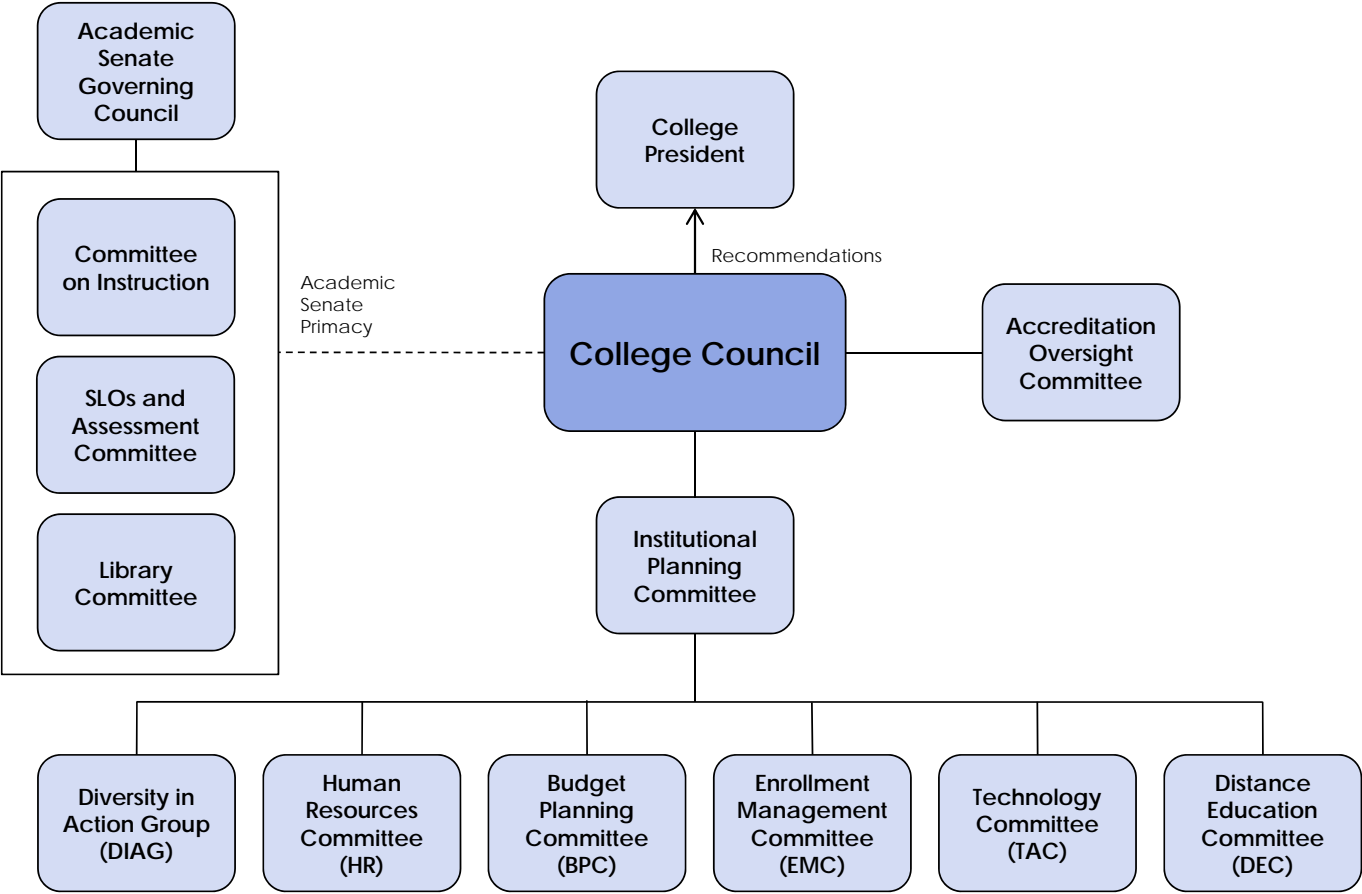 Academic
Senate
Governing
Council
College
President
Recommendations
Committee
on Instruction
Academic
Senate
Primacy
College Council
Accreditation
Oversight
Committee
SLOs and
Assessment
Committee
Library
Committee
Institutional
Planning
Committee
Diversity in
Action Group
(DIAG)
Human
Resources
Committee
(HR)
Budget
Planning
Committee
(BPC)
Enrollment
Management
Committee
(EMC)
Technology
Committee
(TAC)
Distance
Education
Committee
(DEC)